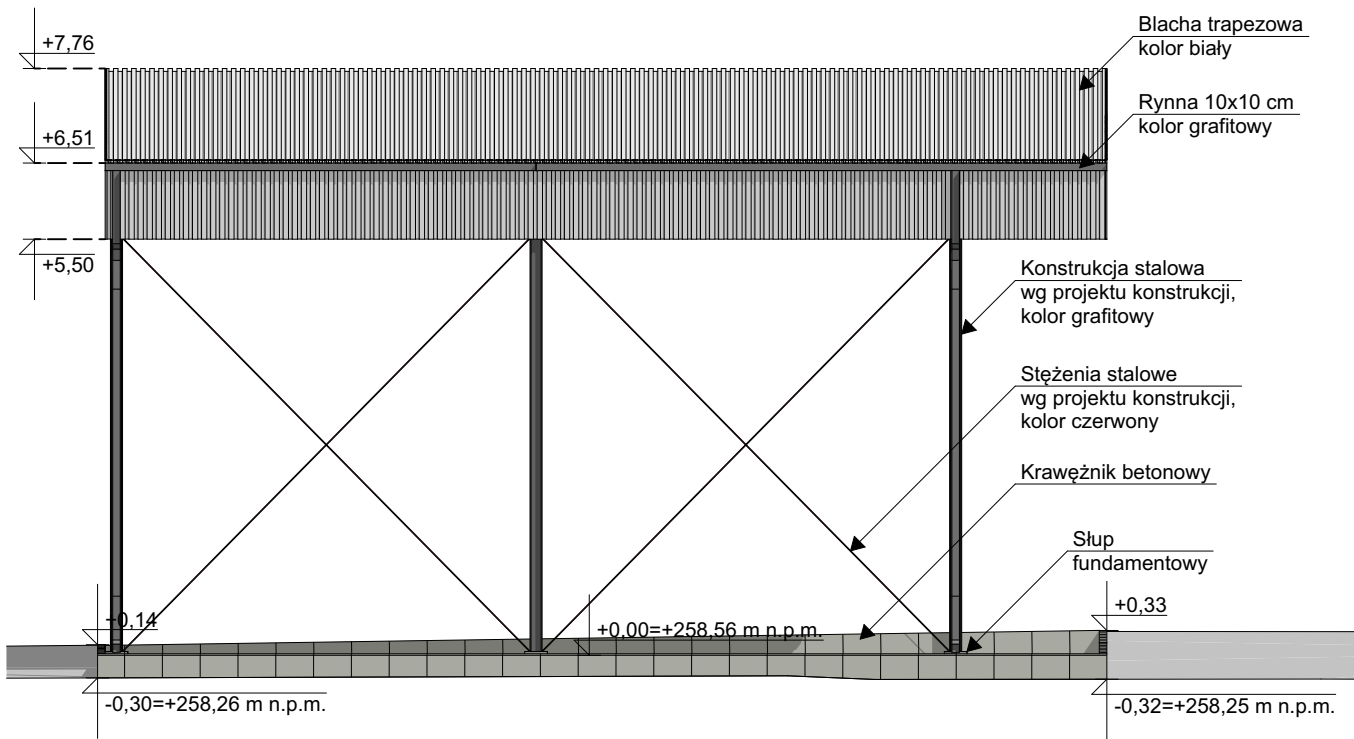 Blacha trapezowa
kolor biały
+7,76
Rynna 10x10 cm
kolor grafitowy
+6,51
+5,50
Konstrukcja stalowa
wg projektu konstrukcji,
kolor grafitowy
Stężenia stalowe
wg projektu konstrukcji,
kolor czerwony
Krawężnik betonowy
Słup
fundamentowy
+0,14
+0,00=+258,56 m n.p.m.
+0,33
-0,30=+258,26 m n.p.m.
-0,32=+258,25 m n.p.m.